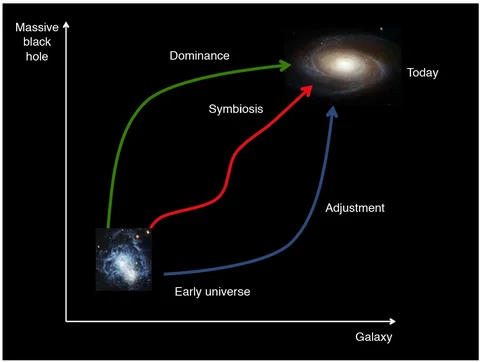 Massive
black
hole
Dominance
Today
Symbiosis
Adjustment
Early universe
Galaxy